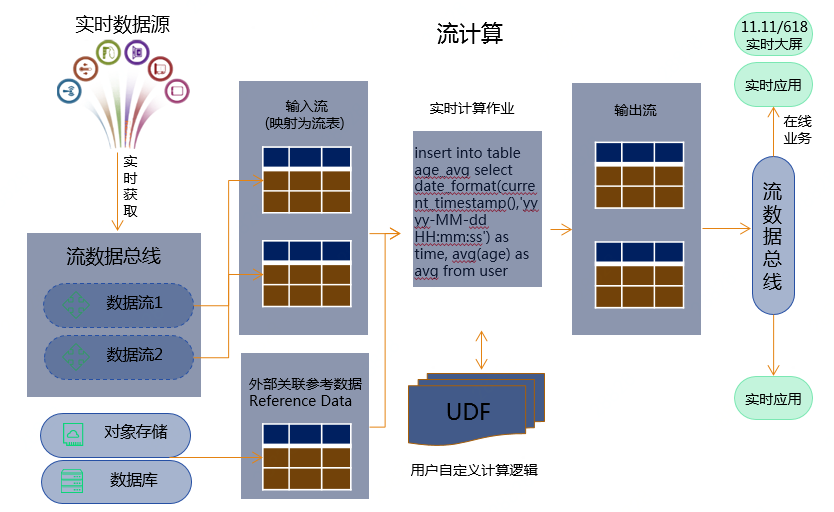 实时数据源
实
时
获
取
流数据总线
数据流1
数据流2
对象存储
数据库
流计算
输入流
(映射为流表)
外部关联参考数据
Reference Data
实时计算作业
insert into table
age_avg select
date_format(curre
nt_timestamp(),'yy
yy-MM-dd
HH:mm:ss') as
time, avg(age) as
avg from user
UDF
用户自定义计算逻辑
输出流
11.11/618
实时大屏
实时应用
在线
业务
流
数
据
总
线
实时应用